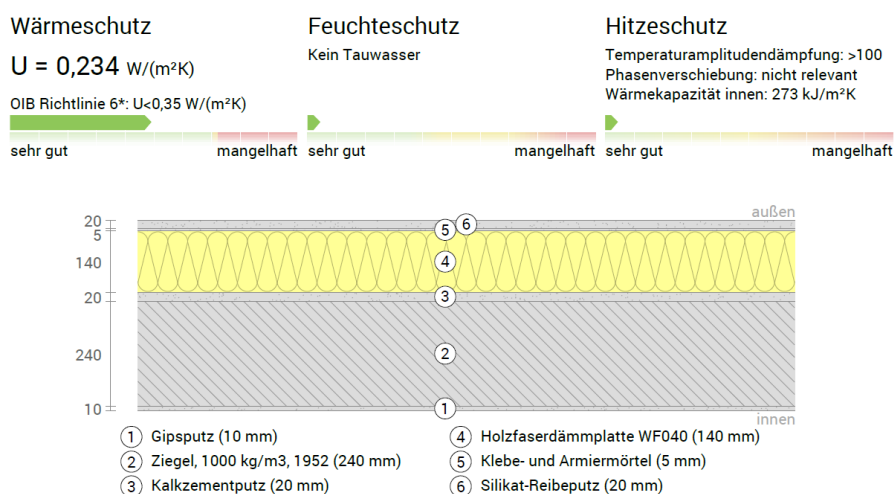 Wärmeschutz
U = 0,234 W/(m²K)
OIB Richtlinie 6*: U<0,35 W/(m²K)
sehr gut mangelhaft
Feuchteschutz
Kein Tauwasser
sehr gut mangelhaft
Hitzeschutz
Temperaturamplitudendämpfung: >100
Phasenverschiebung: nicht relevant
Wärmekapazität innen: 273 kJ/m²K
sehr gut mangelhaft
außen
20
5
140
20
240
10
6
5
4
3
2
1
innen
1 Gipsputz (10 mm)
2 Ziegel, 1000 kg/m3, 1952 (240 mm)
3 Kalkzementputz (20 mm)
4 Holzfaserdämmplatte WF040 (140 mm)
5 Klebe- und Armiermörtel (5 mm)
6 Silikat-Reibeputz (20 mm)